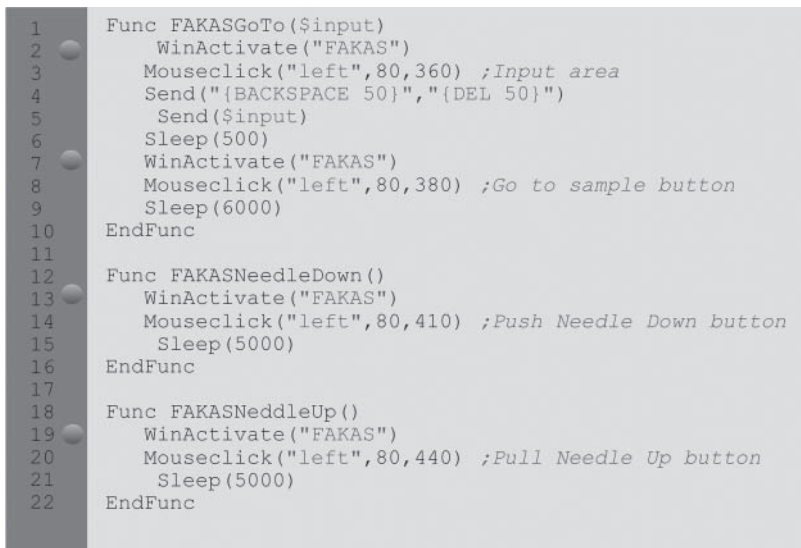 1 Func FAKASGoTo($input)
2 WinActivate("FAKAS")
3 Mouseclick("left",80,360) ;Input area
4 Send("{BACKSPACE 50}","{DEL 50}")
5 Send($input)
6 Sleep(500)
7 WinActivate("FAKAS")
8 Mouseclick("left",80,380) ;Go to sample button
9 Sleep(6000)
10 EndFunc
11
12 Func FAKASNeedleDown()
13 WinActivate("FAKAS")
14 Mouseclick("left",80,410) ;Push Needle Down button
15 Sleep(5000)
16 EndFunc
17
18 Func FAKASNeddleUp()
19 WinActivate("FAKAS")
20 Mouseclick("left",80,440) ;Pull Needle Up button
21 Sleep(5000)
22 EndFunc